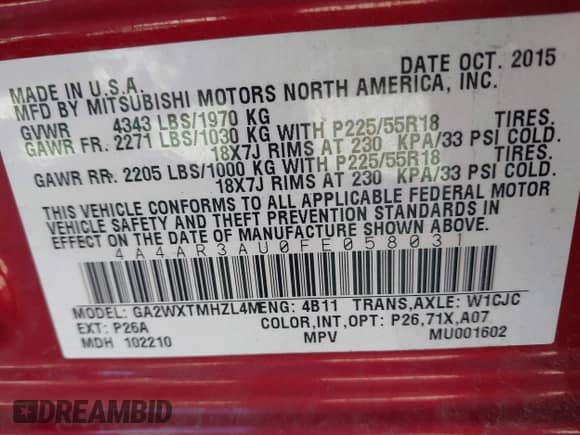 MADE IN U.S.A. DATE OCT. 2015
MFD BY MITSUBISHI MOTORS NORTH AMERICA, INC.
GVWR 4343 LBS/1970 KG
GAWR FR. 2271 LBS/1030 KG WITH P225/55R18 TIRES.
18X7J RIMS AT 230 KPA/33 PSI COLD.
GAWR RR. 2205 LBS/1000 KG WITH P225/55R18 TIRES.
18X7J RIMS AT 230 KPA/33 PSI COLD.
THIS VEHICLE CONFORMS TO ALL APPLICABLE FEDERAL MOTOR
VEHICLE SAFETY AND THEFT PREVENTION STANDARDS IN
EFFECT ON THE DATE OF MANUFACTURE SHOWN ABOVE.
4A4AR3AU0FE058031
MODEL: GA2WXTMHZL4M ENG: 4B11 TRANS,AXLE: W1CJC
EXT: P26A COLOR,INT,OPT: P26,71X,A07
MDH 102210 MPV MU001602
DREAMBID